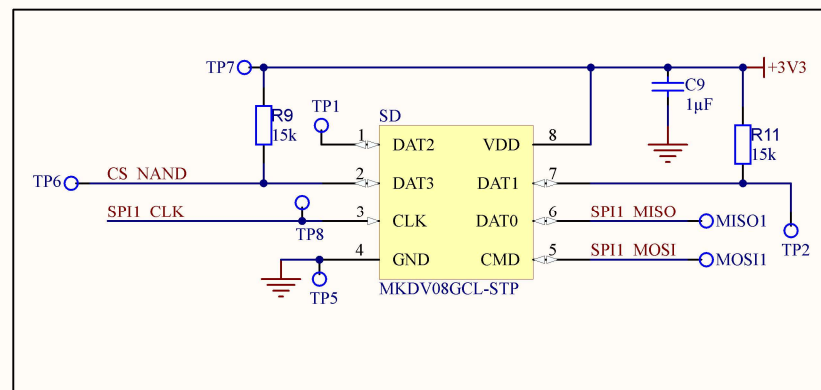 TP7
+3V3
C9
1µF
SD
TP1
R9
15k
R11
15k
1
DAT2
VDD
8
TP6
CS_NAND
2
DAT3
DAT1
7
SPI1_CLK
3
CLK
DAT0
6
SPI1_MISO
MISO1
TP8
TP2
4
GND
CMD
5
SPI1_MOSI
MOSI1
TP5
MKDV08GCL-STP